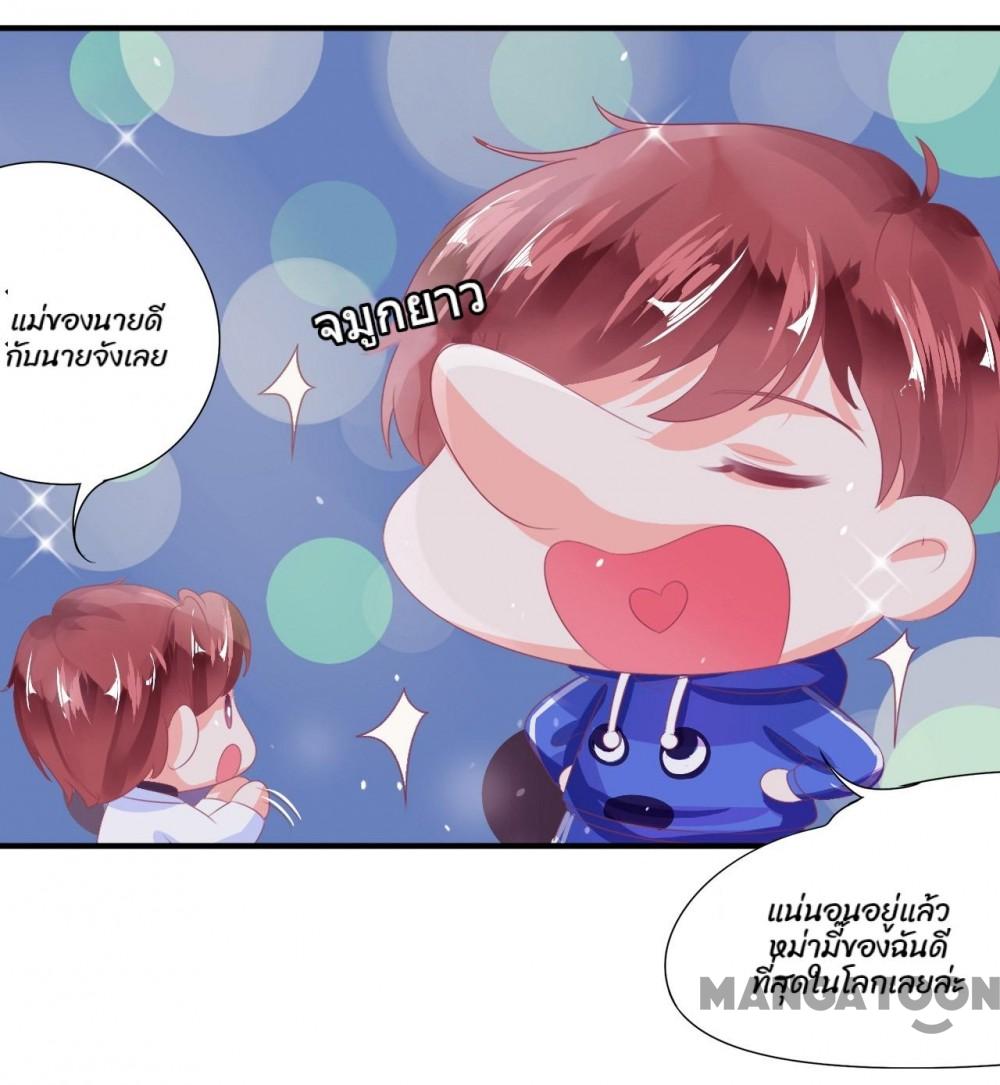 แม่ของนายดี
กับนายจังเลย
จมูกยาว
แน่นอนอยู่แล้ว
หม่ามี๊ของฉันดี
ที่สุดในโลกเลยล่ะ
MANGATOON